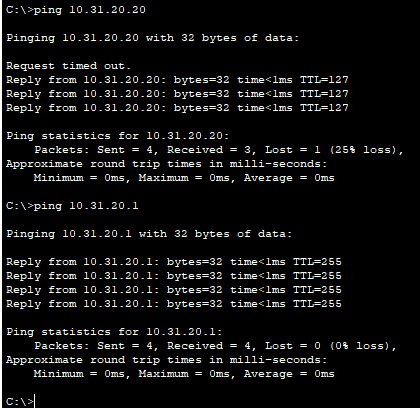 C:\>ping 10.31.20.20
Pinging 10.31.20.20 with 32 bytes of data:
Request timed out.
Reply from 10.31.20.20: bytes=32 time<1ms TTL=127
Reply from 10.31.20.20: bytes=32 time<1ms TTL=127
Reply from 10.31.20.20: bytes=32 time<1ms TTL=127
Ping statistics for 10.31.20.20:
    Packets: Sent = 4, Received = 3, Lost = 1 (25% loss),
Approximate round trip times in milli-seconds:
    Minimum = 0ms, Maximum = 0ms, Average = 0ms
C:\>ping 10.31.20.1
Pinging 10.31.20.1 with 32 bytes of data:
Reply from 10.31.20.1: bytes=32 time<1ms TTL=255
Reply from 10.31.20.1: bytes=32 time<1ms TTL=255
Reply from 10.31.20.1: bytes=32 time<1ms TTL=255
Reply from 10.31.20.1: bytes=32 time<1ms TTL=255
Ping statistics for 10.31.20.1:
    Packets: Sent = 4, Received = 4, Lost = 0 (0% loss),
Approximate round trip times in milli-seconds:
    Minimum = 0ms, Maximum = 0ms, Average = 0ms
C:\>